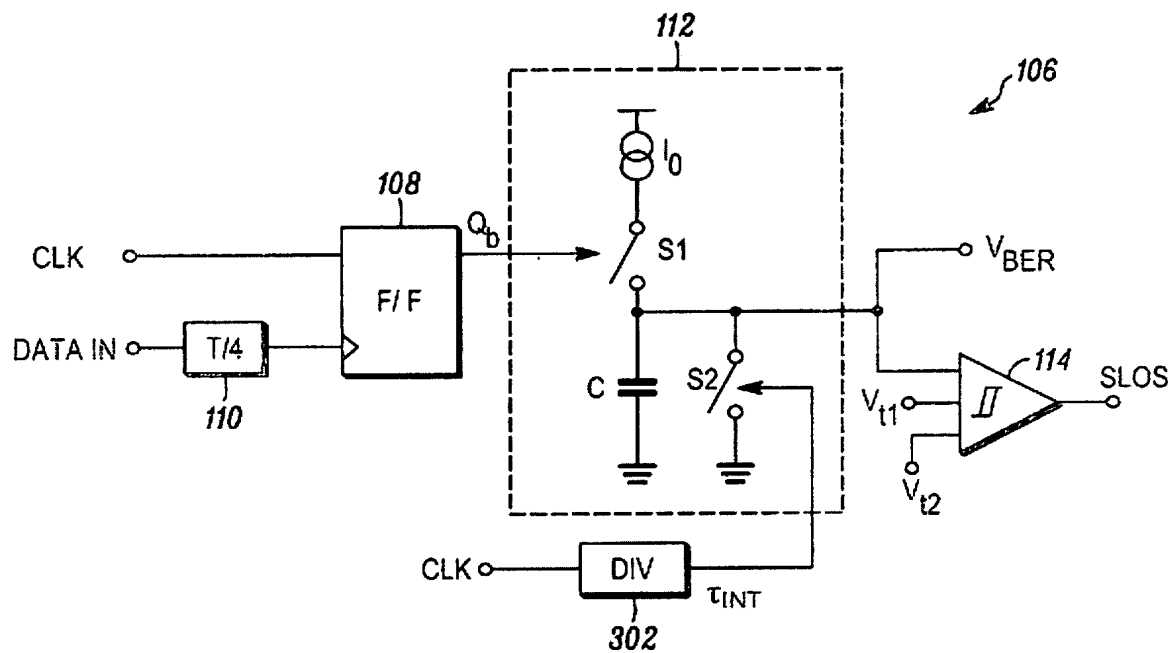 112
106
I0
108
Qb
S1
VBER
CLK
F/F
DATA IN
T/4
110
C
S2
114
SLOS
Vt1
Vt2
CLK
DIV
τINT
302